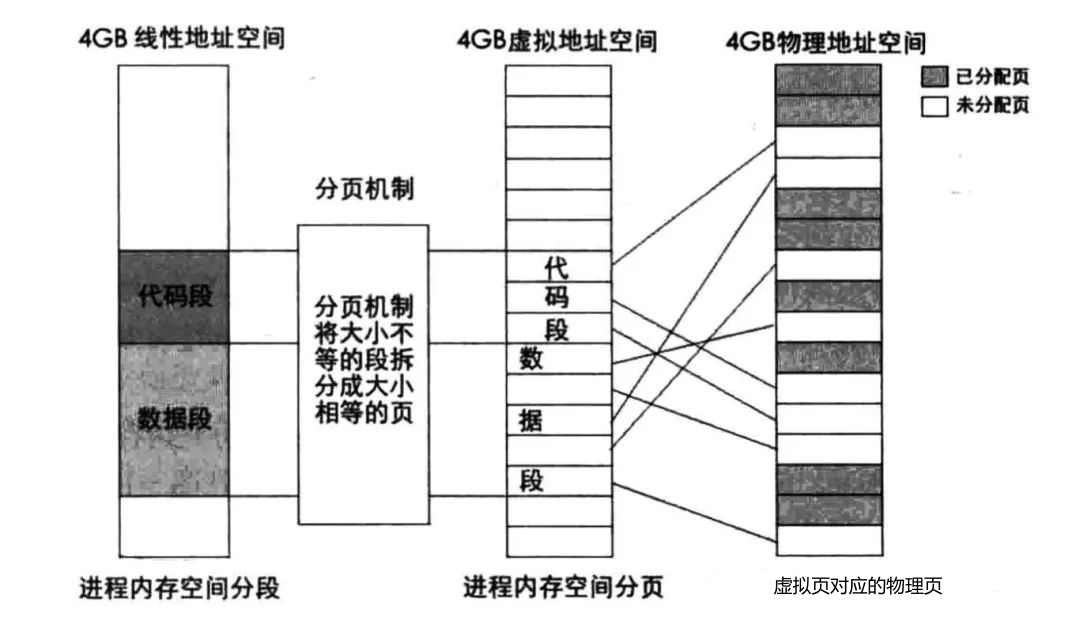 4GB 线性地址空间
4GB虚拟地址空间
4GB物理地址空间
已分配页
未分配页
分页机制
代码段
数据段
分页机制
将大小不
等的段拆
分成大小
相等的页
代
码
段
数
据
段
进程内存空间分段
进程内存空间分页
虚拟页对应的物理页